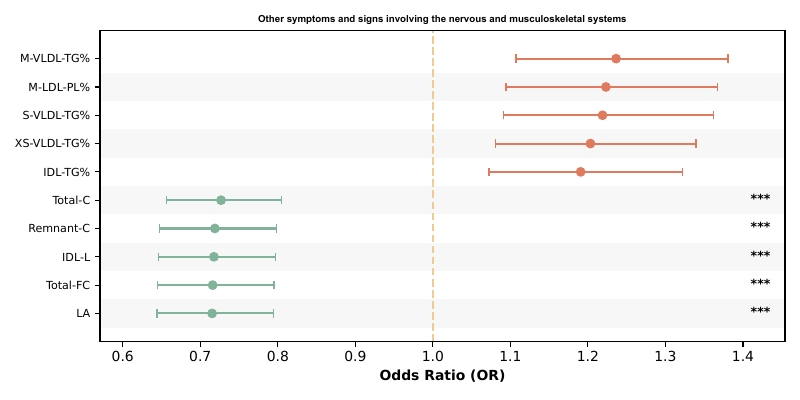 Other symptoms and signs involving the nervous and musculoskeletal systems
M-VLDL-TG%
M-LDL-PL%
S-VLDL-TG%
XS-VLDL-TG%
IDL-TG%
Total-C ***
Remnant-C ***
IDL-L ***
Total-FC ***
LA ***
0.6 0.7 0.8 0.9 1.0 1.1 1.2 1.3 1.4
Odds Ratio (OR)